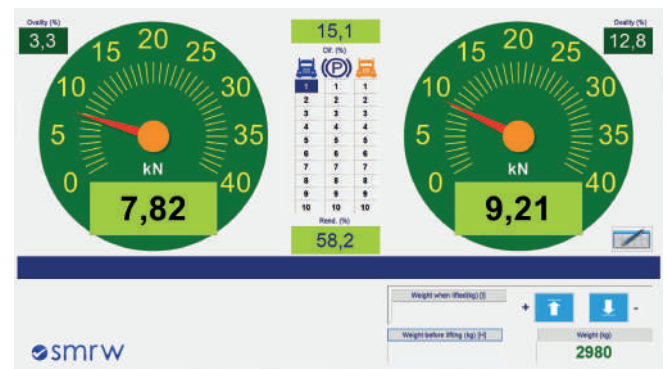 Ovality (%)
3,3
0
5
10
15
20
25
30
35
40
kN
7,82
15,1
Dif. (%)
P
1 1 1
2 2 2
3 3 3
4 4 4
5 5 5
6 6 6
7 7 7
8 8 8
9 9 9
10 10 10
Rend. (%)
58,2
Ovality (%)
12,8
0
5
10
15
20
25
30
35
40
kN
9,21
Weight when lifted(kg) [I]
+
-
Weight before lifting (kg) [H]
Weight (kg)
2980
smrw